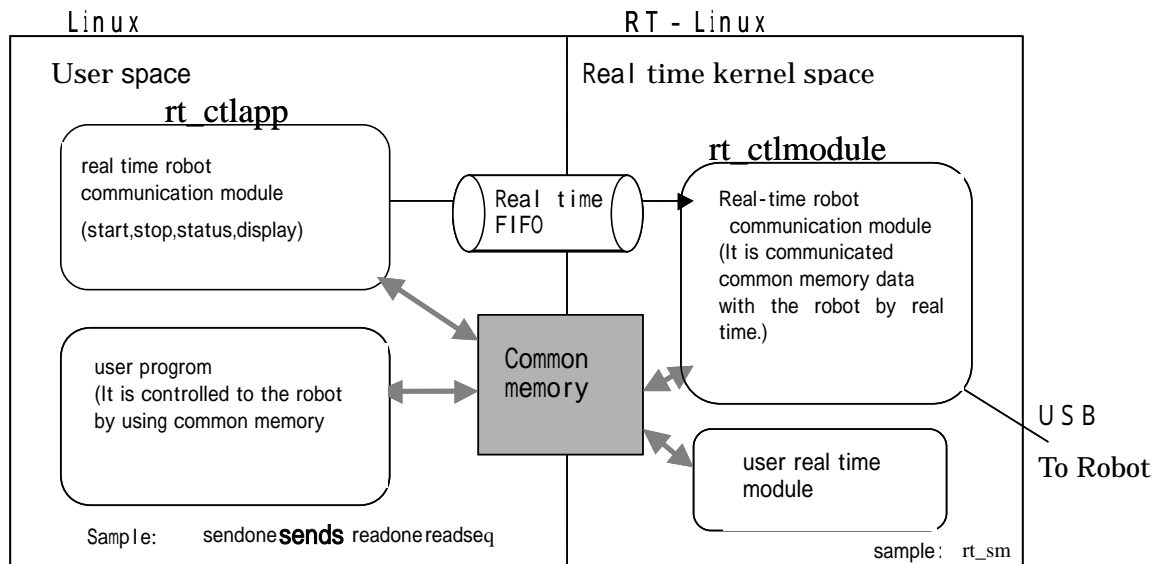 Linux
RT - Linux
User space
Real time kernel space
rt_ctlapp
real time robot
communication module
(start,stop,status,display)
Real time
FIFO
rt_ctlmodule
Real-time robot
communication module
(It is communicated
common memory data
with the robot by real
time.)
user progrom
(It is controlled to the robot
by using common memory
Common
memory
user real time
module
USB
To Robot
Sample: sendone sends readone readseq
sample: rt_sm